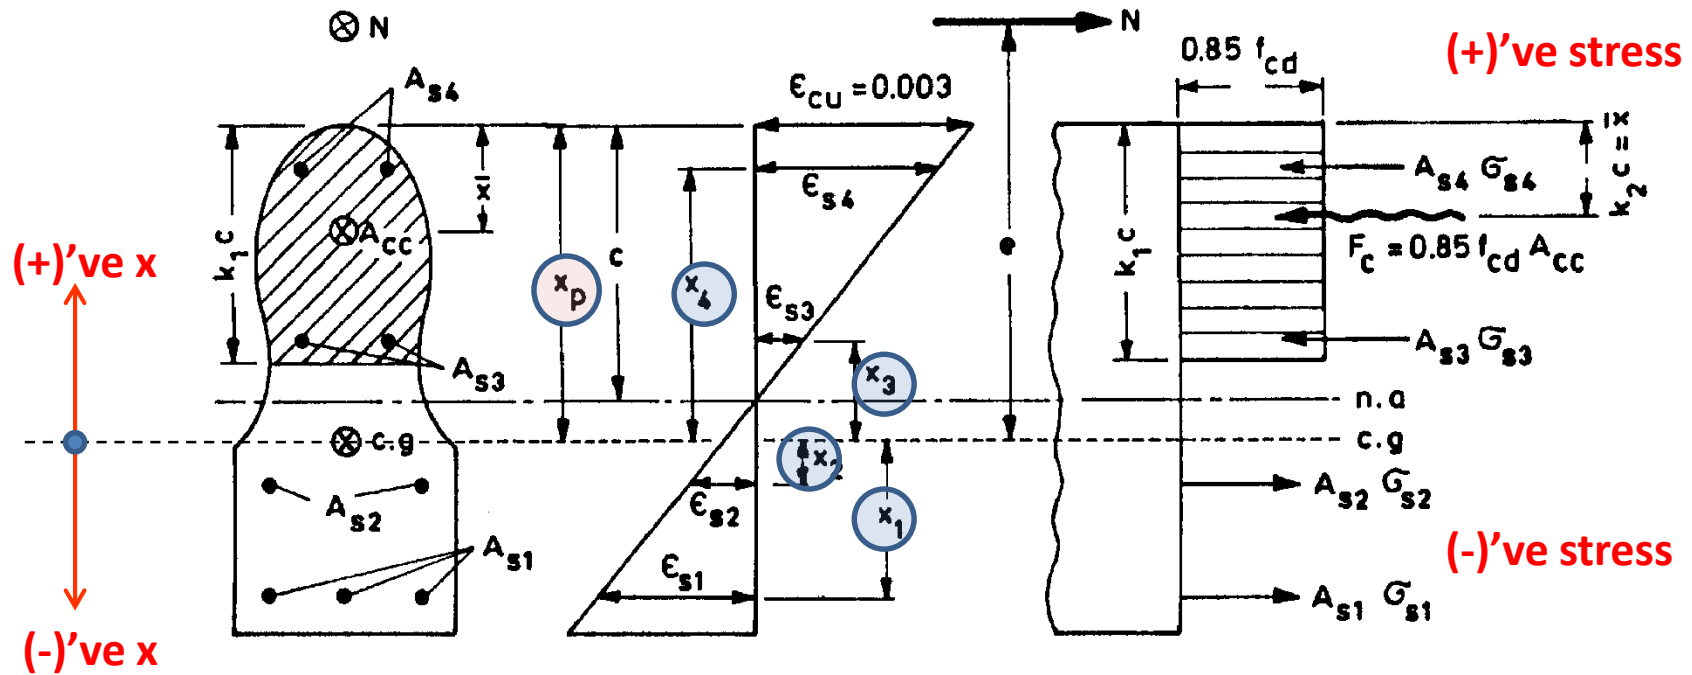 N
A_s4
(+)'ve x
k_1 c
x̄
A_cc
A_s3
c.g
A_s2
A_s1
(-)'ve x
ε_cu = 0.003
x_p
c
x_4
ε_s4
ε_s3
x_3
x_2
ε_s2
x_1
ε_s1
N
e
0.85 f_cd
(+)'ve stress
k_1 c
k_2 c = x̄
A_s4 σ_s4
F_c = 0.85 f_cd A_cc
A_s3 σ_s3
n.a
c.g
A_s2 σ_s2
(-)'ve stress
A_s1 σ_s1